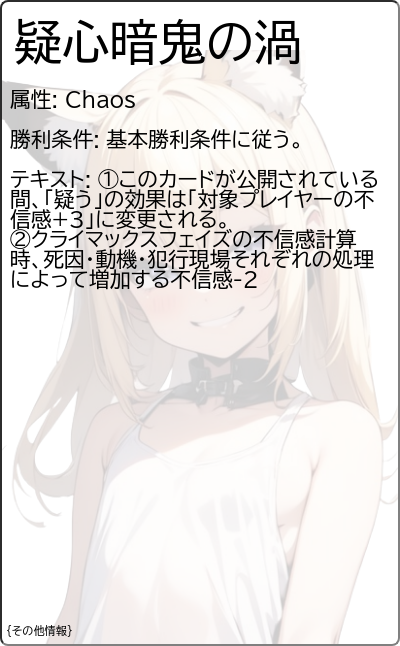 疑心暗鬼の渦
属性: Chaos
勝利条件: 基本勝利条件に従う。
テキスト: ①このカードが公開されている
間、「疑う」の効果は「対象プレイヤーの不
信感+3」に変更される。
②クライマックスフェイズの不信感計算
時、死因・動機・犯行現場それぞれの処理
によって増加する不信感-2
{その他情報}